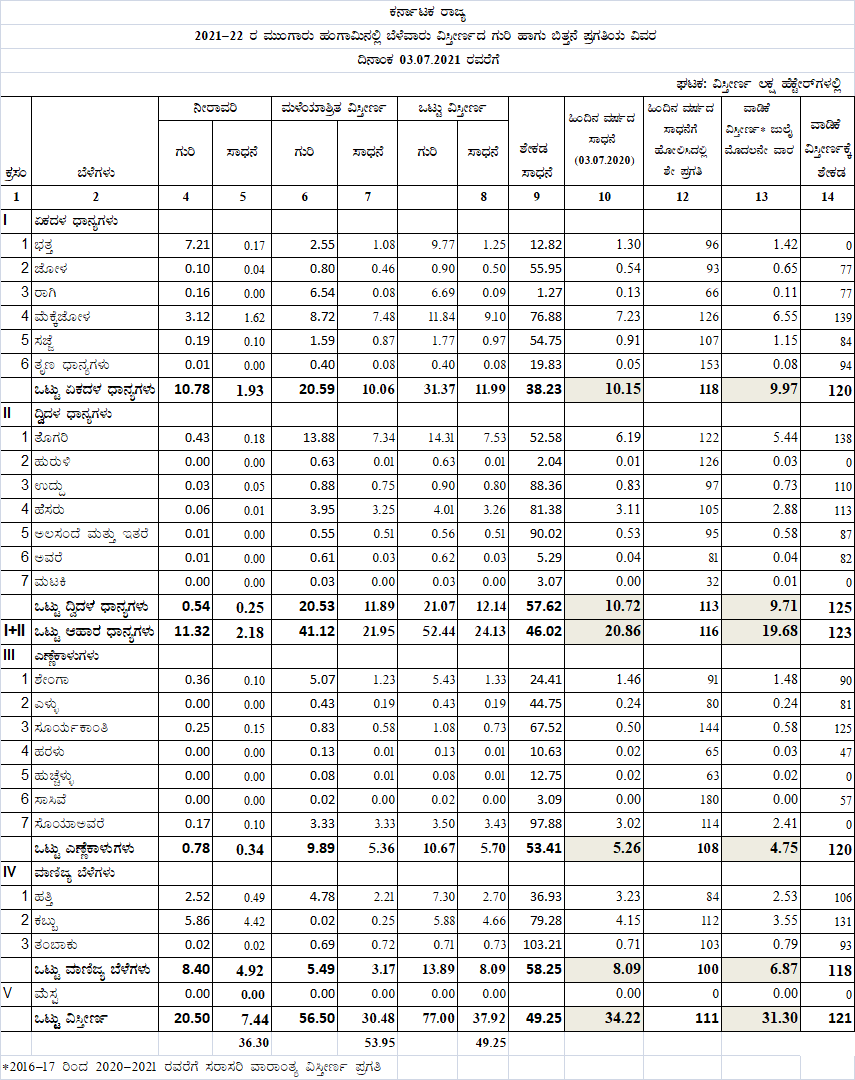 ಕರ್ನಾಟಕ ರಾಜ್ಯ
2021–22 ರ ಮುಂಗಾರು ಹಂಗಾಮಿನಲ್ಲಿ ಬೆಳೆವಾರು ವಿಸ್ತೀರ್ಣದ ಗುರಿ ಹಾಗು ಬಿತ್ತನೆ ಪ್ರಗತಿಯ ವಿವರ
ದಿನಾಂಕ 03.07.2021 ರವರೆಗೆ
ಘಟಕ: ವಿಸ್ತೀರ್ಣ ಲಕ್ಷ ಹೆಕ್ಟೇರ್‌ಗಳಲ್ಲಿ
ಕ್ರಸಂ ಬೆಳೆಗಳು ನೀರಾವರಿ ಮಳೆಯಾಶ್ರಿತ ವಿಸ್ತೀರ್ಣ ಒಟ್ಟು ವಿಸ್ತೀರ್ಣ ಶೇಕಡ ಸಾಧನೆ ಹಿಂದಿನ ವರ್ಷದ ಸಾಧನೆ (03.07.2020) ಹಿಂದಿನ ವರ್ಷದ ಸಾಧನೆಗೆ ಹೋಲಿಸಿದಲ್ಲಿ ಶೇ ಪ್ರಗತಿ ವಾಡಿಕೆ ವಿಸ್ತೀರ್ಣ* ಜುಲೈ ಮೊದಲನೇ ವಾರ ವಾಡಿಕೆ ವಿಸ್ತೀರ್ಣಕ್ಕೆ ಶೇಕಡ
ಗುರಿ ಸಾಧನೆ ಗುರಿ ಸಾಧನೆ ಗುರಿ ಸಾಧನೆ
1 2 4 5 6 7 8 9 10 12 13 14
I ಏಕದಳ ಧಾನ್ಯಗಳು
1 ಭತ್ತ 7.21 0.17 2.55 1.08 9.77 1.25 12.82 1.30 96 1.42 0
2 ಜೋಳ 0.10 0.04 0.80 0.46 0.90 0.50 55.95 0.54 93 0.65 77
3 ರಾಗಿ 0.16 0.00 6.54 0.08 6.69 0.09 1.27 0.13 66 0.11 77
4 ಮೆಕ್ಕೆಜೋಳ 3.12 1.62 8.72 7.48 11.84 9.10 76.88 7.23 126 6.55 139
5 ಸಜ್ಜೆ 0.19 0.10 1.59 0.87 1.77 0.97 54.75 0.91 107 1.15 84
6 ತೃಣ ಧಾನ್ಯಗಳು 0.01 0.00 0.40 0.08 0.40 0.08 19.83 0.05 153 0.08 94
ಒಟ್ಟು ಏಕದಳ ಧಾನ್ಯಗಳು 10.78 1.93 20.59 10.06 31.37 11.99 38.23 10.15 118 9.97 120
II ದ್ವಿದಳ ಧಾನ್ಯಗಳು
1 ತೊಗರಿ 0.43 0.18 13.88 7.34 14.31 7.53 52.58 6.19 122 5.44 138
2 ಹುರುಳಿ 0.00 0.00 0.63 0.01 0.63 0.01 2.04 0.01 126 0.03 0
3 ಉದ್ದು 0.03 0.05 0.88 0.75 0.90 0.80 88.36 0.83 97 0.73 110
4 ಹೆಸರು 0.06 0.01 3.95 3.25 4.01 3.26 81.38 3.11 105 2.88 113
5 ಅಲಸಂದೆ ಮತ್ತು ಇತರೆ 0.01 0.00 0.55 0.51 0.56 0.51 90.02 0.53 95 0.58 87
6 ಅವರೆ 0.01 0.00 0.61 0.03 0.62 0.03 5.29 0.04 81 0.04 82
7 ಮಟಕಿ 0.00 0.00 0.03 0.00 0.03 0.00 3.07 0.00 32 0.01 0
ಒಟ್ಟು ದ್ವಿದಳ ಧಾನ್ಯಗಳು 0.54 0.25 20.53 11.89 21.07 12.14 57.62 10.72 113 9.71 125
I+II ಒಟ್ಟು ಆಹಾರ ಧಾನ್ಯಗಳು 11.32 2.18 41.12 21.95 52.44 24.13 46.02 20.86 116 19.68 123
III ಎಣ್ಣೆಕಾಳುಗಳು
1 ಶೇಂಗಾ 0.36 0.10 5.07 1.23 5.43 1.33 24.41 1.46 91 1.48 90
2 ಎಳ್ಳು 0.00 0.00 0.43 0.19 0.43 0.19 44.75 0.24 80 0.24 81
3 ಸೂರ್ಯಕಾಂತಿ 0.25 0.15 0.83 0.58 1.08 0.73 67.52 0.50 144 0.58 125
4 ಹರಳು 0.00 0.00 0.13 0.01 0.13 0.01 10.63 0.02 65 0.03 47
5 ಹುಚ್ಚೆಳ್ಳು 0.00 0.00 0.08 0.01 0.08 0.01 12.75 0.02 63 0.02 0
6 ಸಾಸಿವೆ 0.00 0.00 0.02 0.00 0.02 0.00 3.09 0.00 180 0.00 57
7 ಸೊಯಾಅವರೆ 0.17 0.10 3.33 3.33 3.50 3.43 97.88 3.02 114 2.41 0
ಒಟ್ಟು ಎಣ್ಣೆಕಾಳುಗಳು 0.78 0.34 9.89 5.36 10.67 5.70 53.41 5.26 108 4.75 120
IV ವಾಣಿಜ್ಯ ಬೆಳೆಗಳು
1 ಹತ್ತಿ 2.52 0.49 4.78 2.21 7.30 2.70 36.93 3.23 84 2.53 106
2 ಕಬ್ಬು 5.86 4.42 0.02 0.25 5.88 4.66 79.28 4.15 112 3.55 131
3 ತಂಬಾಕು 0.02 0.02 0.69 0.72 0.71 0.73 103.21 0.71 103 0.79 93
ಒಟ್ಟು ವಾಣಿಜ್ಯ ಬೆಳೆಗಳು 8.40 4.92 5.49 3.17 13.89 8.09 58.25 8.09 100 6.87 118
V ಮೆಸ್ತ 0.00 0.00 0.00 0.00 0.00 0.00 0.00 0 0.00 0
ಒಟ್ಟು ವಿಸ್ತೀರ್ಣ 20.50 7.44 56.50 30.48 77.00 37.92 49.25 34.22 111 31.30 121
36.30 53.95 49.25
*2016–17 ರಿಂದ 2020–2021 ರವರೆಗೆ ಸರಾಸರಿ ವಾರಾಂತ್ಯ ವಿಸ್ತೀರ್ಣ ಪ್ರಗತಿ